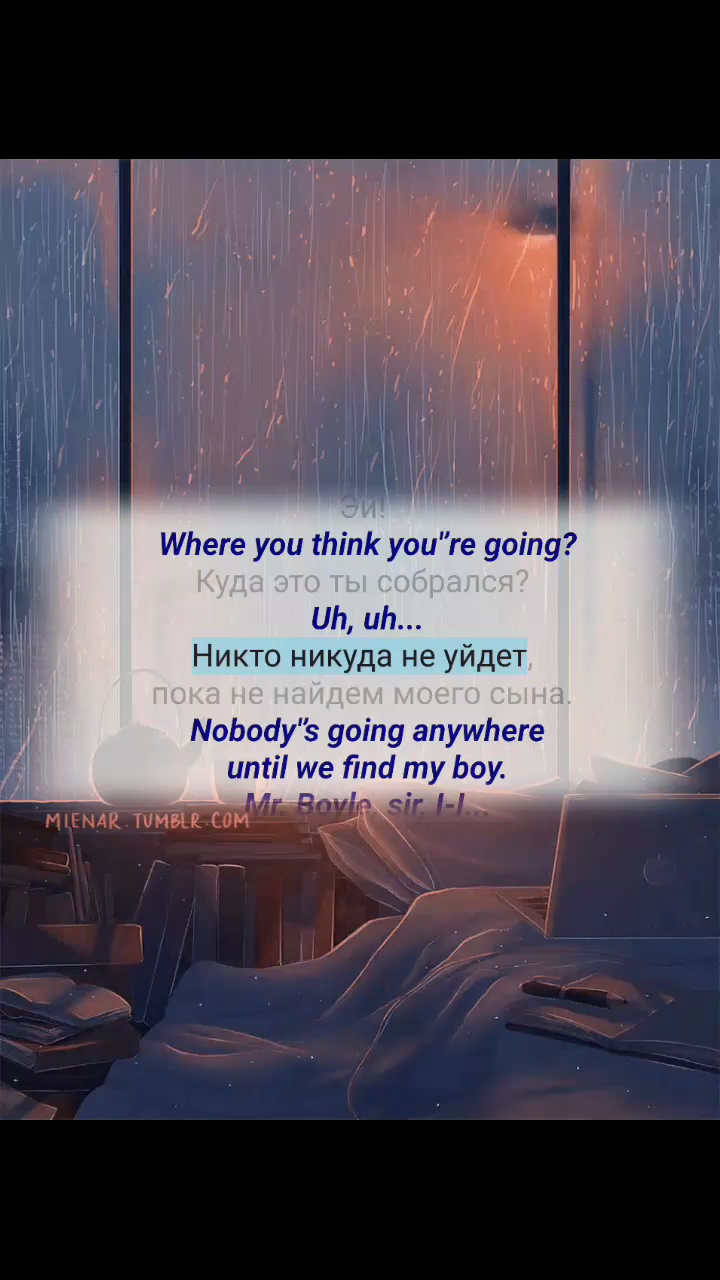 Эй!
Where you think you"re going?
Куда это ты собрался?
Uh, uh...
Никто никуда не уйдет,
пока не найдем моего сына.
Nobody"s going anywhere
until we find my boy.
Mr. Boyle, sir, I-I...
MIENAR.TUMBLR.COM